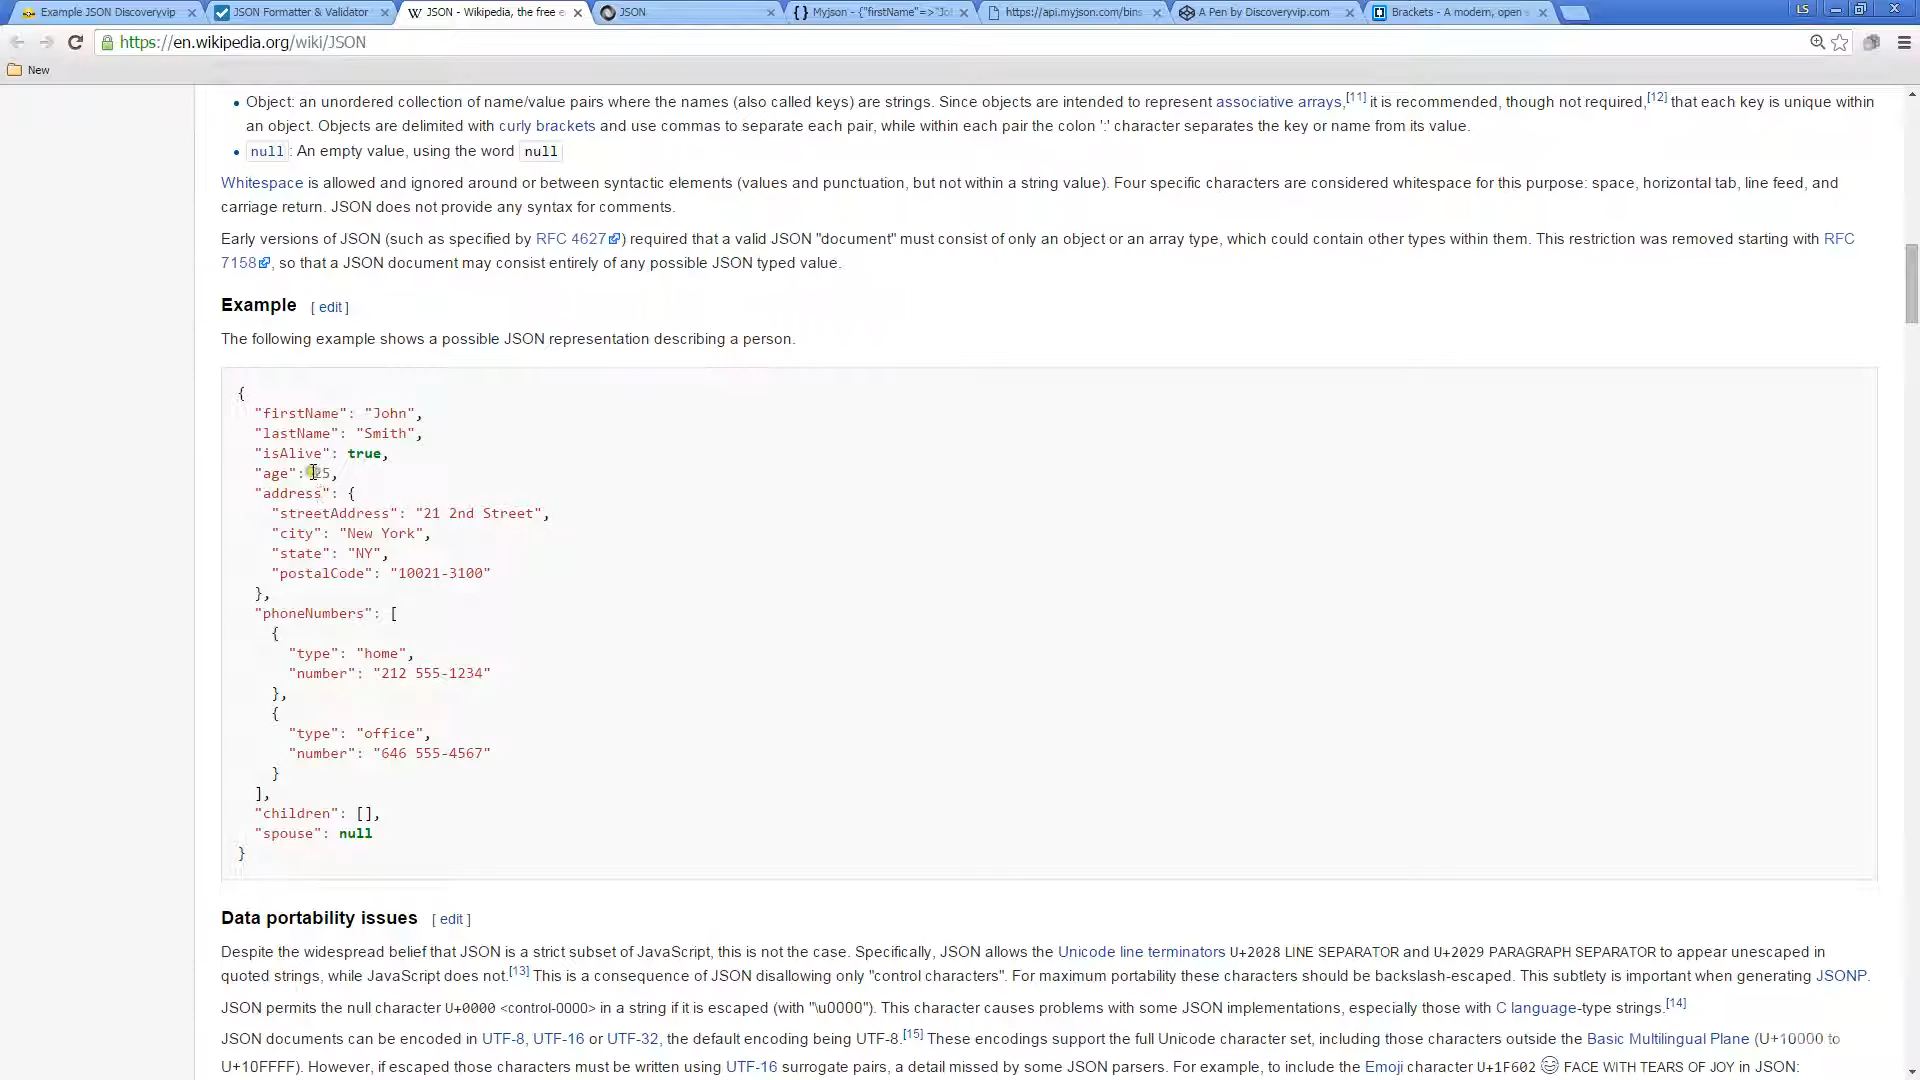 Example JSON Discoveryvip
JSON Formatter & Validator
JSON - Wikipedia, the free e
JSON
Myjson - {"firstName"=>"Jo
https://api.myjson.com/bins
A Pen by Discoveryvip.com
Brackets - A modern, open
LS
https://en.wikipedia.org/wiki/JSON
New
• Object: an unordered collection of name/value pairs where the names (also called keys) are strings. Since objects are intended to represent associative arrays,[11] it is recommended, though not required,[12] that each key is unique within
an object. Objects are delimited with curly brackets and use commas to separate each pair, while within each pair the colon ':' character separates the key or name from its value.
• null: An empty value, using the word null
Whitespace is allowed and ignored around or between syntactic elements (values and punctuation, but not within a string value). Four specific characters are considered whitespace for this purpose: space, horizontal tab, line feed, and
carriage return. JSON does not provide any syntax for comments.
Early versions of JSON (such as specified by RFC 4627) required that a valid JSON "document" must consist of only an object or an array type, which could contain other types within them. This restriction was removed starting with RFC
7158, so that a JSON document may consist entirely of any possible JSON typed value.
Example [ edit ]
The following example shows a possible JSON representation describing a person.
{
"firstName": "John",
"lastName": "Smith",
"isAlive": true,
"age": 25,
"address": {
"streetAddress": "21 2nd Street",
"city": "New York",
"state": "NY",
"postalCode": "10021-3100"
},
"phoneNumbers": [
{
"type": "home",
"number": "212 555-1234"
},
{
"type": "office",
"number": "646 555-4567"
}
],
"children": [],
"spouse": null
}
Data portability issues [ edit ]
Despite the widespread belief that JSON is a strict subset of JavaScript, this is not the case. Specifically, JSON allows the Unicode line terminators U+2028 LINE SEPARATOR and U+2029 PARAGRAPH SEPARATOR to appear unescaped in
quoted strings, while JavaScript does not.[13] This is a consequence of JSON disallowing only "control characters". For maximum portability these characters should be backslash-escaped. This subtlety is important when generating JSONP.
JSON permits the null character U+0000 <control-0000> in a string if it is escaped (with "\u0000"). This character causes problems with some JSON implementations, especially those with C language-type strings.[14]
JSON documents can be encoded in UTF-8, UTF-16 or UTF-32, the default encoding being UTF-8.[15] These encodings support the full Unicode character set, including those characters outside the Basic Multilingual Plane (U+10000 to
U+10FFFF). However, if escaped those characters must be written using UTF-16 surrogate pairs, a detail missed by some JSON parsers. For example, to include the Emoji character U+1F602 😂 FACE WITH TEARS OF JOY in JSON: